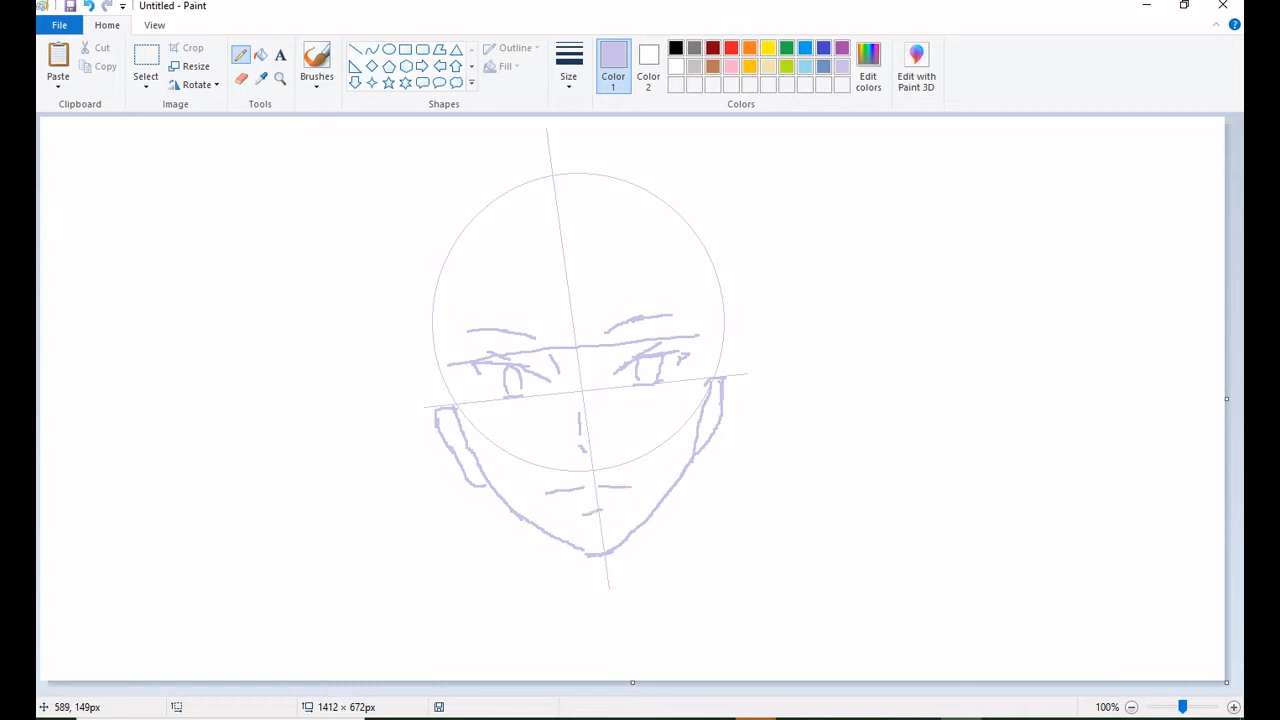 Untitled - Paint
File Home View
Paste
Cut
Copy
Clipboard
Select
Crop
Resize
Rotate
Image
A
Tools
Brushes
Outline
Fill
Shapes
Size
Color 1
Color 2
Edit colors
Colors
Edit with Paint 3D
589, 149px
1412 × 672px
100%